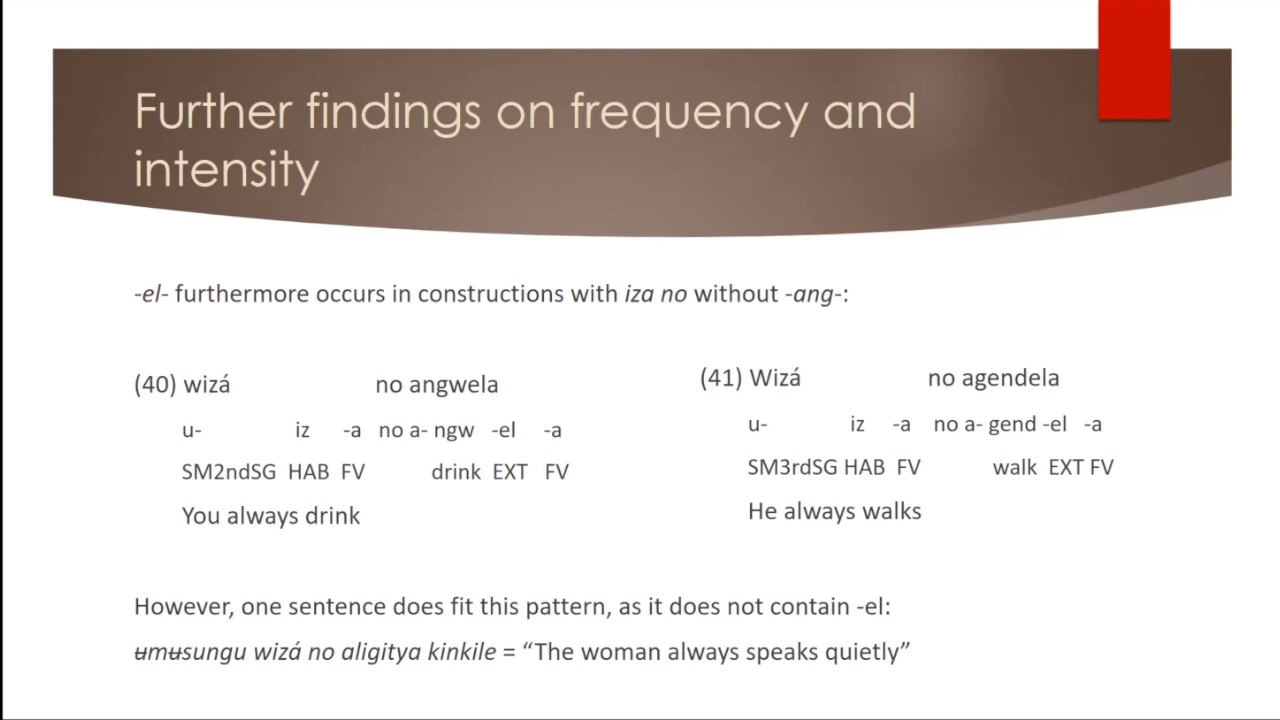 Further findings on frequency and
intensity
-el- furthermore occurs in constructions with iza no without -ang-:
(40) wizá no angwela
u- iz -a no a- ngw -el -a
SM2ndSG HAB FV drink EXT FV
You always drink
(41) Wizá no agendela
u- iz -a no a- gend -el -a
SM3rdSG HAB FV walk EXT FV
He always walks
However, one sentence does fit this pattern, as it does not contain -el:
ʉmʉsungu wizá no aligitya kinkile = “The woman always speaks quietly”